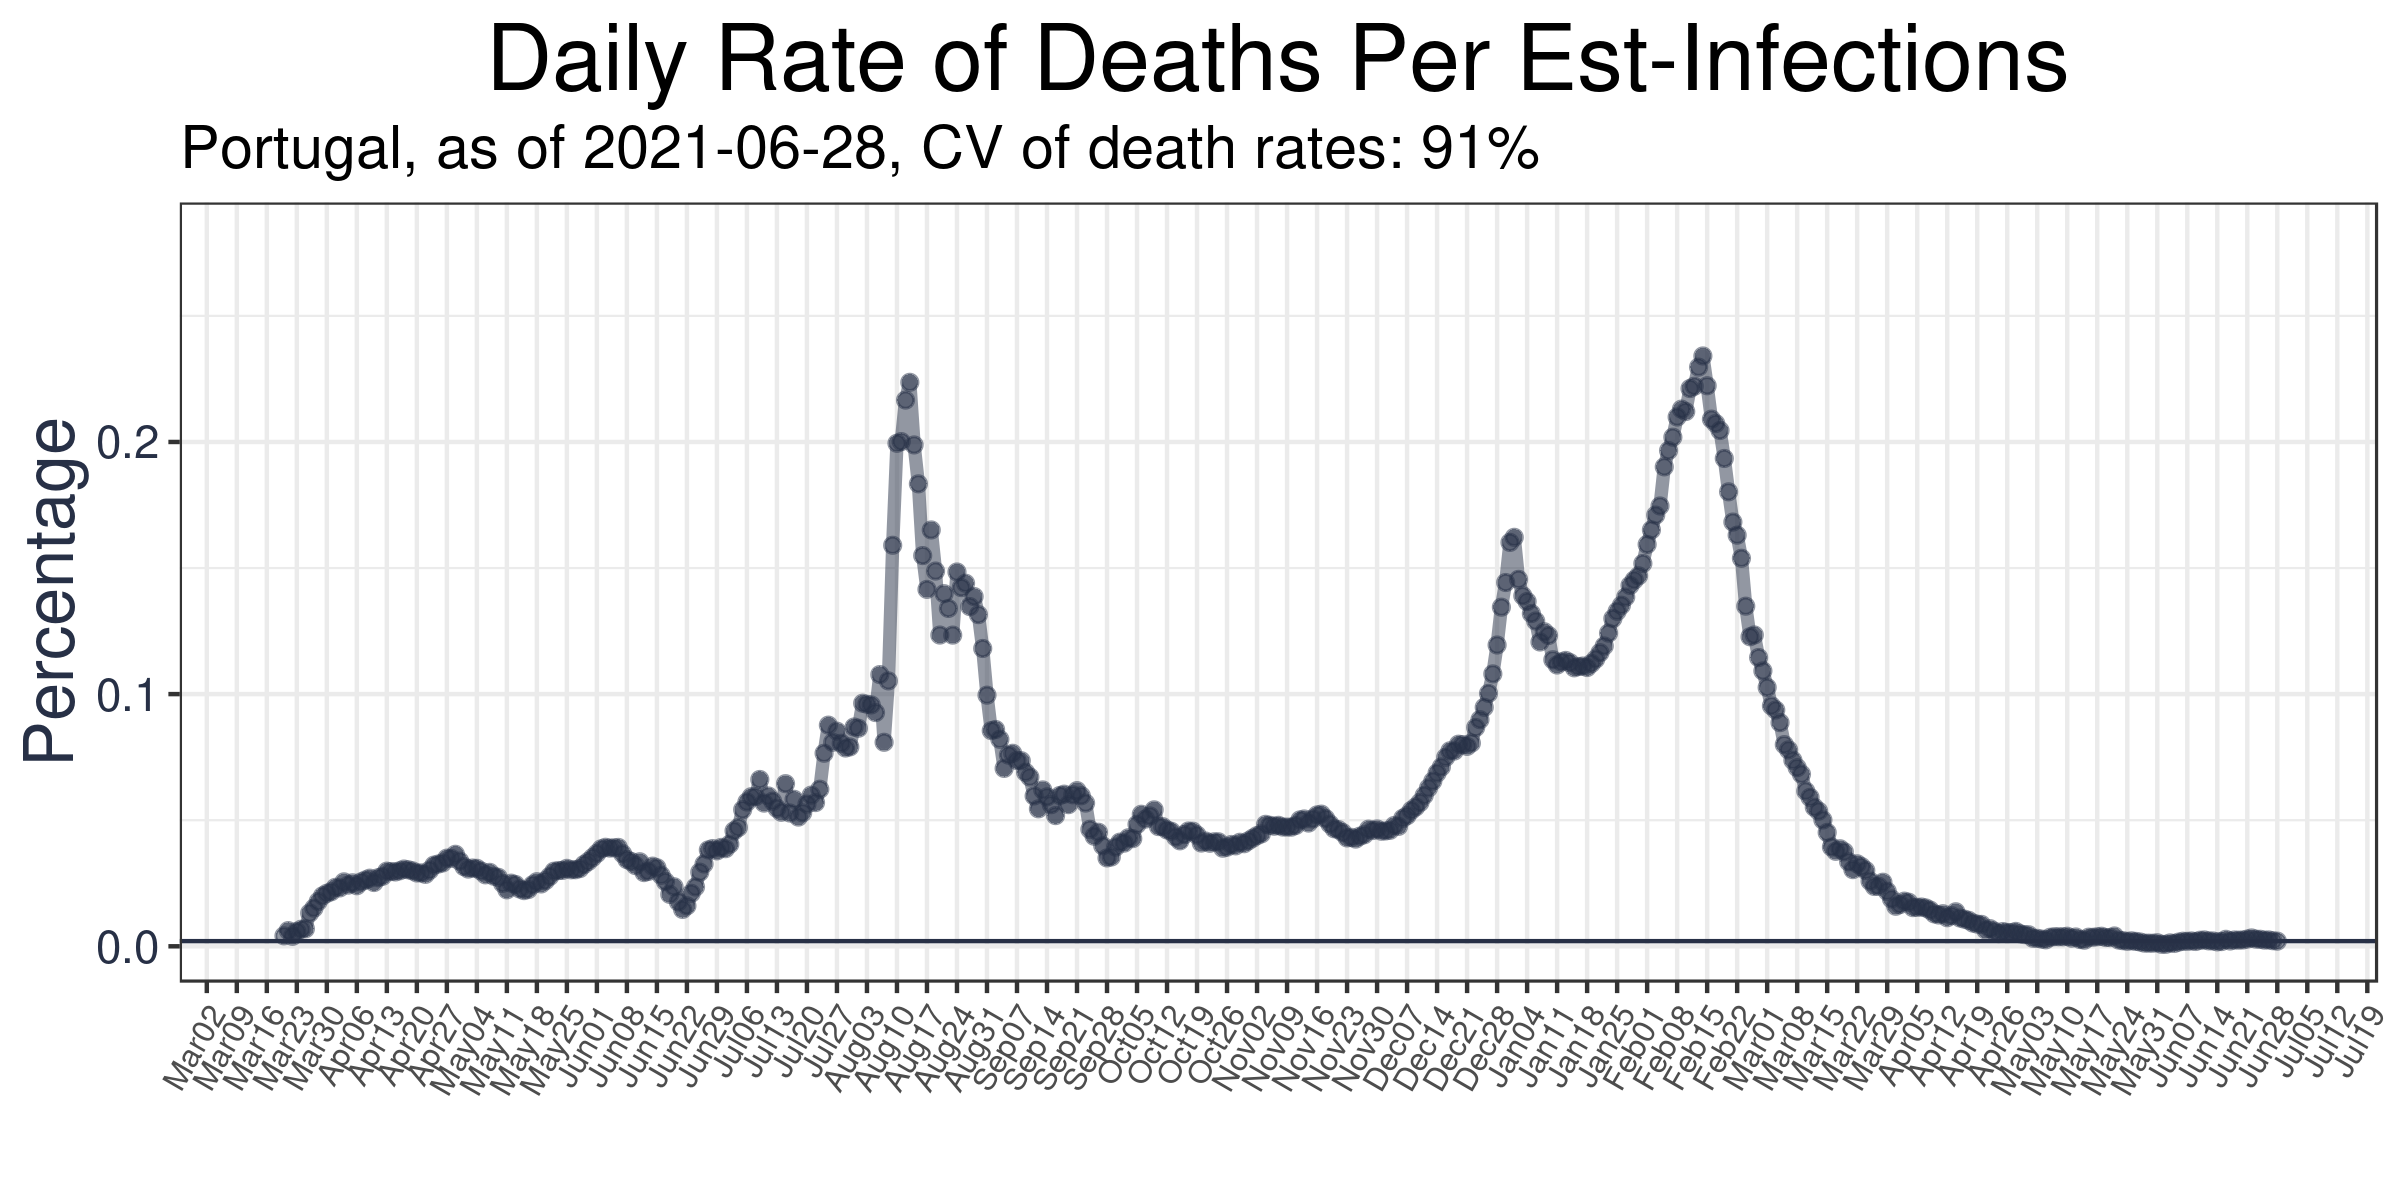 Daily Rate of Deaths Per Est-Infections
Portugal, as of 2021-06-28, CV of death rates: 91%
Percentage
0.2
0.1
0.0
Mar02
Mar09
Mar16
Mar23
Mar30
Apr06
Apr13
Apr20
Apr27
May04
May11
May18
May25
Jun01
Jun08
Jun15
Jun22
Jun29
Jul06
Jul13
Jul20
Jul27
Aug03
Aug10
Aug17
Aug24
Aug31
Sep07
Sep14
Sep21
Sep28
Oct05
Oct12
Oct19
Oct26
Nov02
Nov09
Nov16
Nov23
Nov30
Dec07
Dec14
Dec21
Dec28
Jan04
Jan11
Jan18
Jan25
Feb01
Feb08
Feb15
Feb22
Mar01
Mar08
Mar15
Mar22
Mar29
Apr05
Apr12
Apr19
Apr26
May03
May10
May17
May24
May31
Jun07
Jun14
Jun21
Jun28
Jul05
Jul12
Jul19